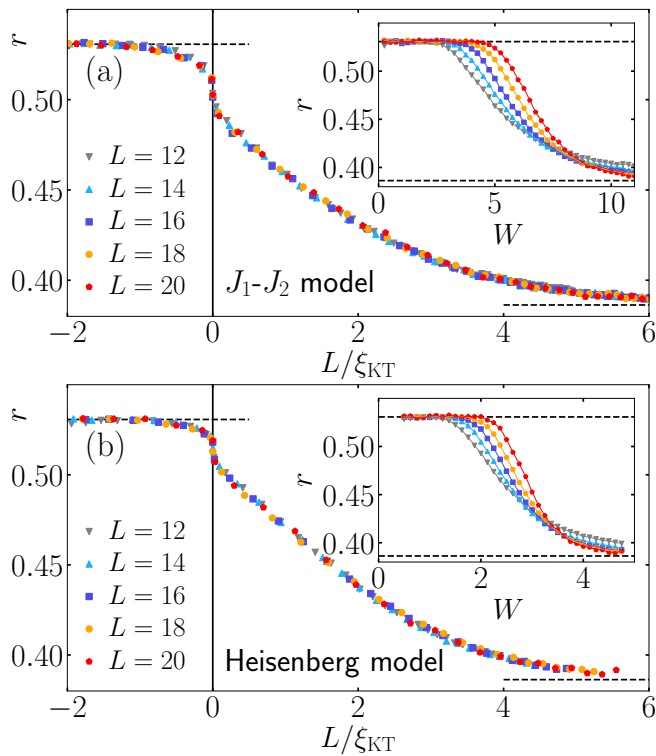 r
(a)
0.50
0.45
0.40
L = 12
L = 14
L = 16
L = 18
L = 20
J₁-J₂ model
−2
0
2
4
6
L/ξ_KT
r
0.50
0.45
0.40
0
5
10
W
r
(b)
0.50
0.45
0.40
L = 12
L = 14
L = 16
L = 18
L = 20
Heisenberg model
−2
0
2
4
6
L/ξ_KT
r
0.50
0.45
0.40
0
2
4
W